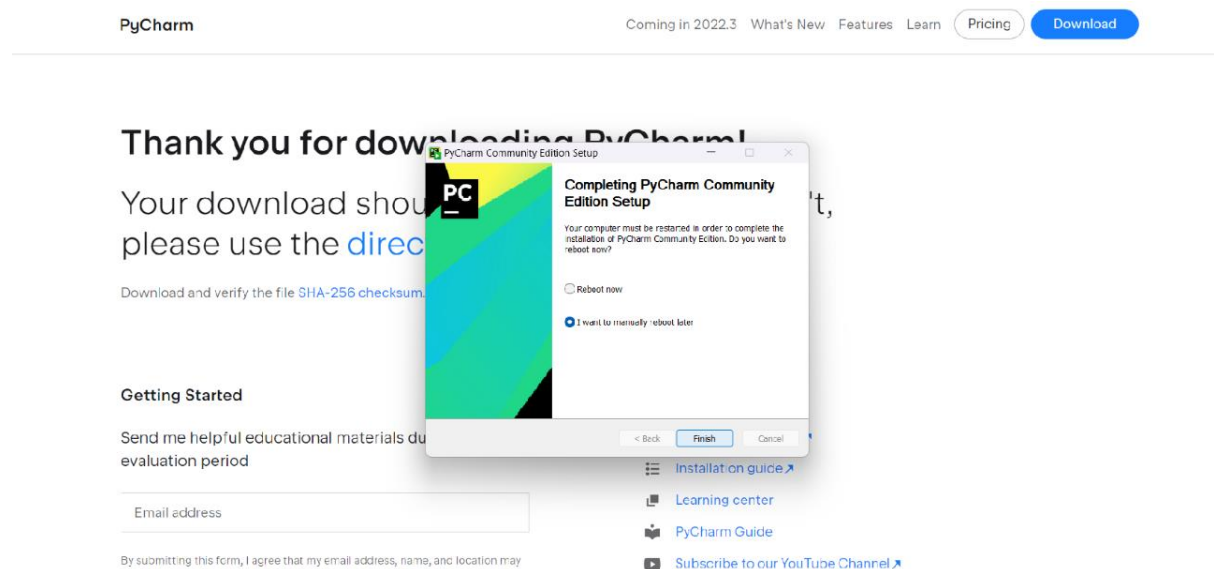 PyCharm
Coming in 2022.3 What's New Features Learn Pricing Download
Thank you for downloading PyCharm!
Your download shou 't,
please use the direc
Download and verify the file SHA-256 checksum.
PyCharm Community Edition Setup
PC
Completing PyCharm Community
Edition Setup
Your computer must be restarted in order to complete the
installation of PyCharm Community Edition. Do you want to
reboot now?
Reboot now
I want to manually reboot later
< Back Finish Cancel
Getting Started
Send me helpful educational materials du
evaluation period
Email address
By submitting this form, I agree that my email address, name, and location may
Installation guide↗
Learning center
PyCharm Guide
Subscribe to our YouTube Channel↗